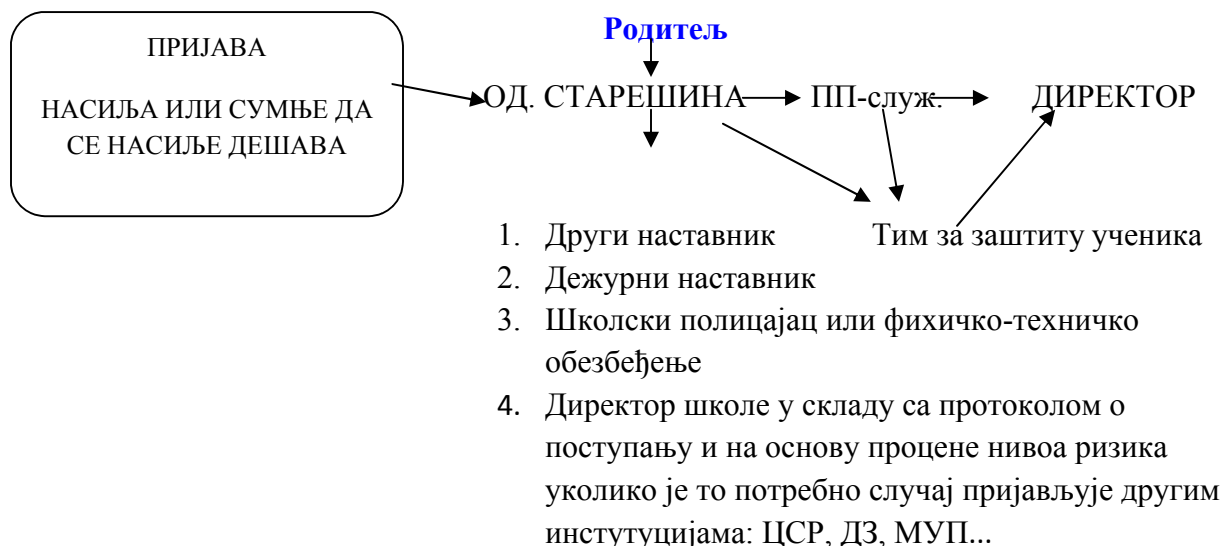 Родитељ
ПРИЈАВА
НАСИЉА ИЛИ СУМЊЕ ДА
СЕ НАСИЉЕ ДЕШАВА
ОД. СТАРЕШИНА ПП-служ. ДИРЕКТОР
1. Други наставник Тим за заштиту ученика
2. Дежурни наставник
3. Школски полицајац или фихичко-техничко
обезбеђење
4. Директор школе у складу са протоколом о
поступању и на основу процене нивоа ризика
уколико је то потребно случај пријављује другим
инстутуцијама: ЦСР, ДЗ, МУП...